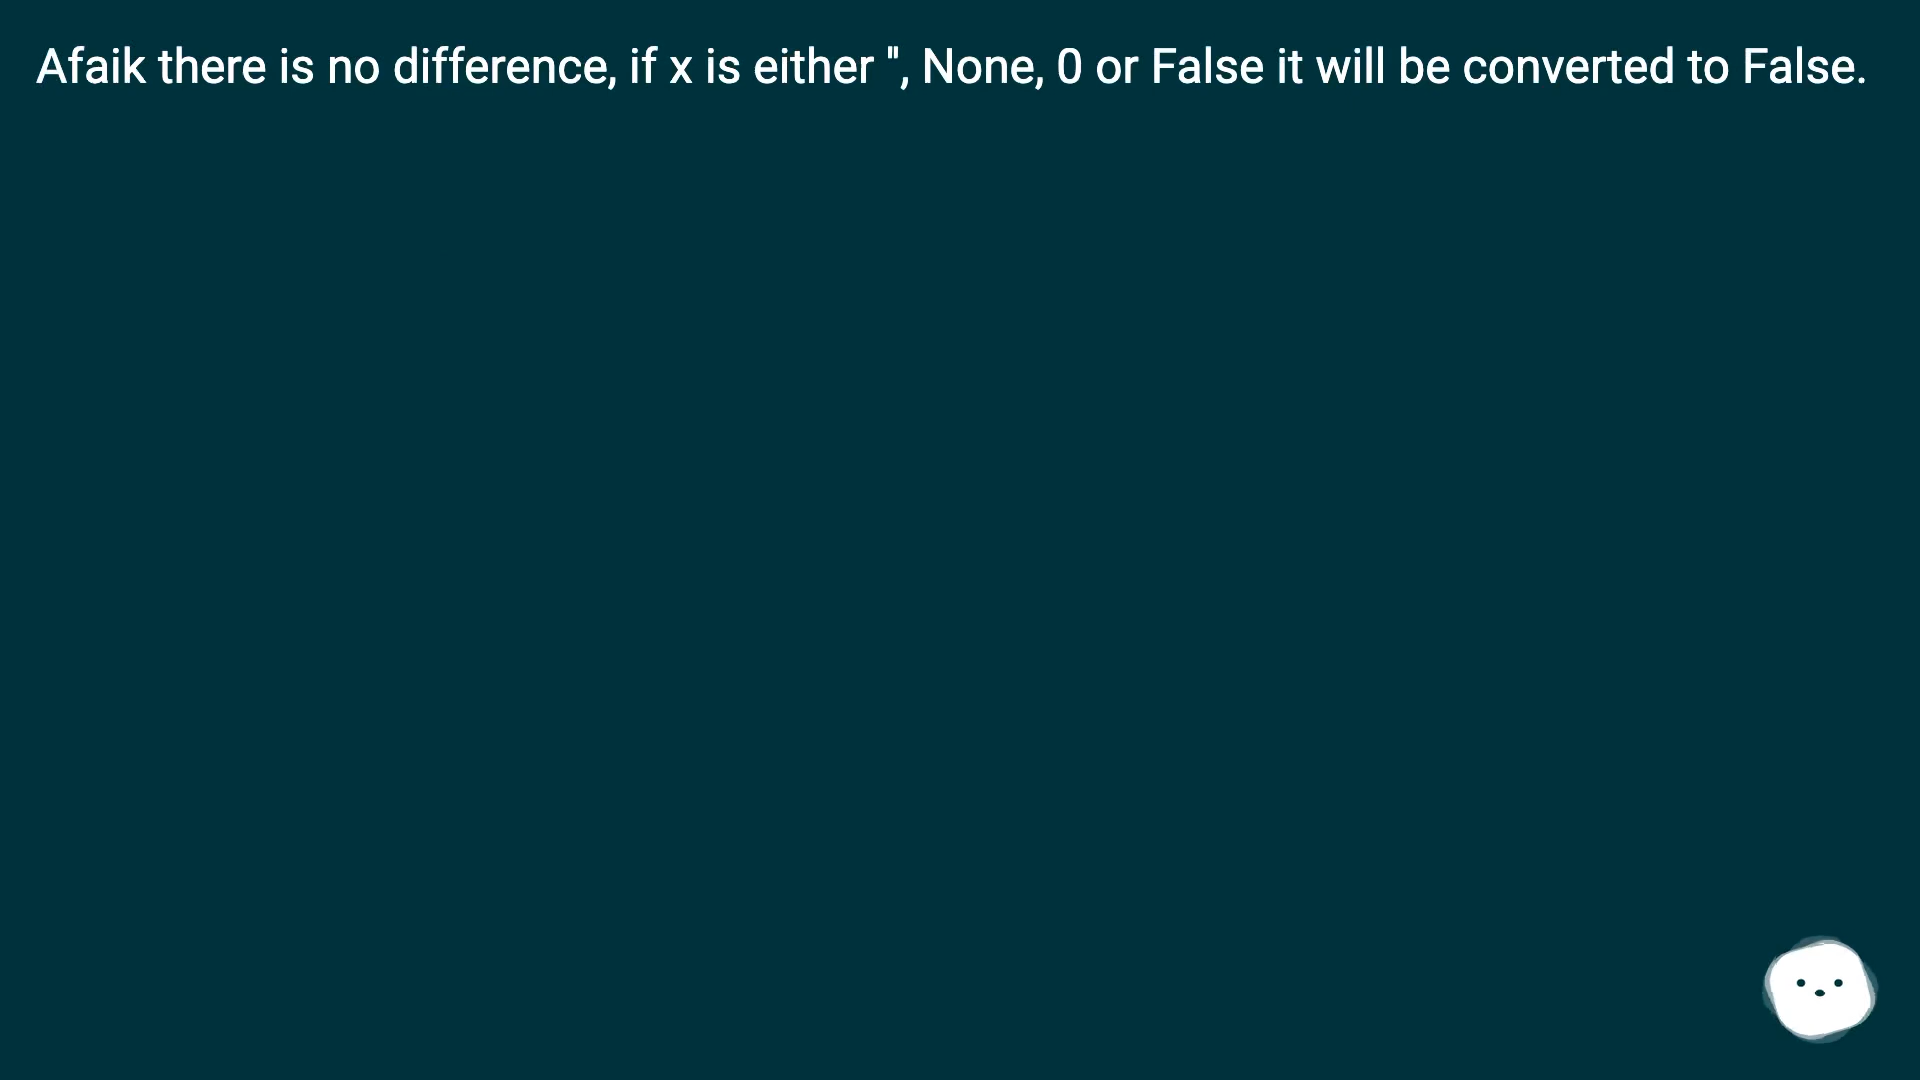 Afaik there is no difference, if x is either ", None, 0 or False it will be converted to False.